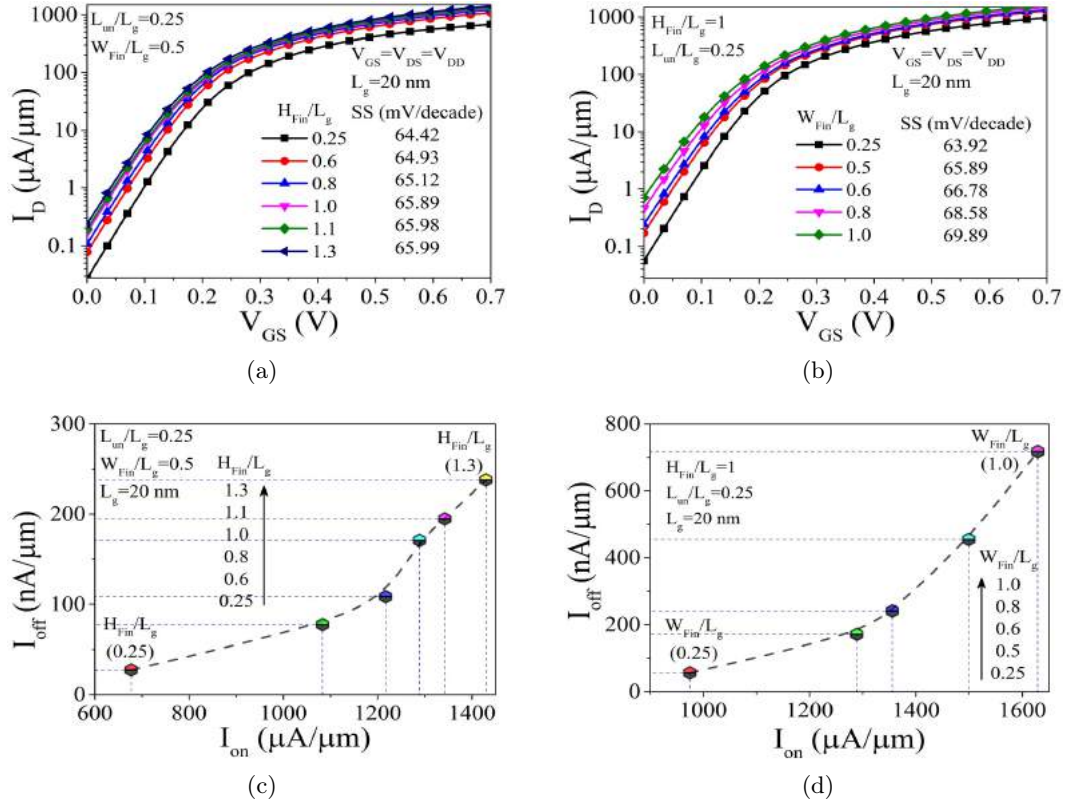 L_un/L_g=0.25
W_Fin/L_g=0.5
V_GS=V_DS=V_DD
L_g=20 nm
H_Fin/L_g SS (mV/decade)
0.25 64.42
0.6 64.93
0.8 65.12
1.0 65.89
1.1 65.98
1.3 65.99
1000
100
10
1
0.1
I_D (μA/μm)
0.0 0.1 0.2 0.3 0.4 0.5 0.6 0.7
V_GS (V)
(a)
H_Fin/L_g=1
L_un/L_g=0.25
V_GS=V_DS=V_DD
L_g=20 nm
W_Fin/L_g SS (mV/decade)
0.25 63.92
0.5 65.89
0.6 66.78
0.8 68.58
1.0 69.89
1000
100
10
1
0.1
I_D (μA/μm)
0.0 0.1 0.2 0.3 0.4 0.5 0.6 0.7
V_GS (V)
(b)
L_un/L_g=0.25
W_Fin/L_g=0.5
L_g=20 nm
H_Fin/L_g
1.3
1.1
1.0
0.8
0.6
0.25
H_Fin/L_g
(1.3)
H_Fin/L_g
(0.25)
300
200
100
0
I_off (nA/μm)
600 800 1000 1200 1400
I_on (μA/μm)
(c)
H_Fin/L_g=1
L_un/L_g=0.25
L_g=20 nm
W_Fin/L_g
(1.0)
W_Fin/L_g
1.0
0.8
0.6
0.5
0.25
W_Fin/L_g
(0.25)
800
600
400
200
0
I_off (nA/μm)
1000 1200 1400 1600
I_on (μA/μm)
(d)